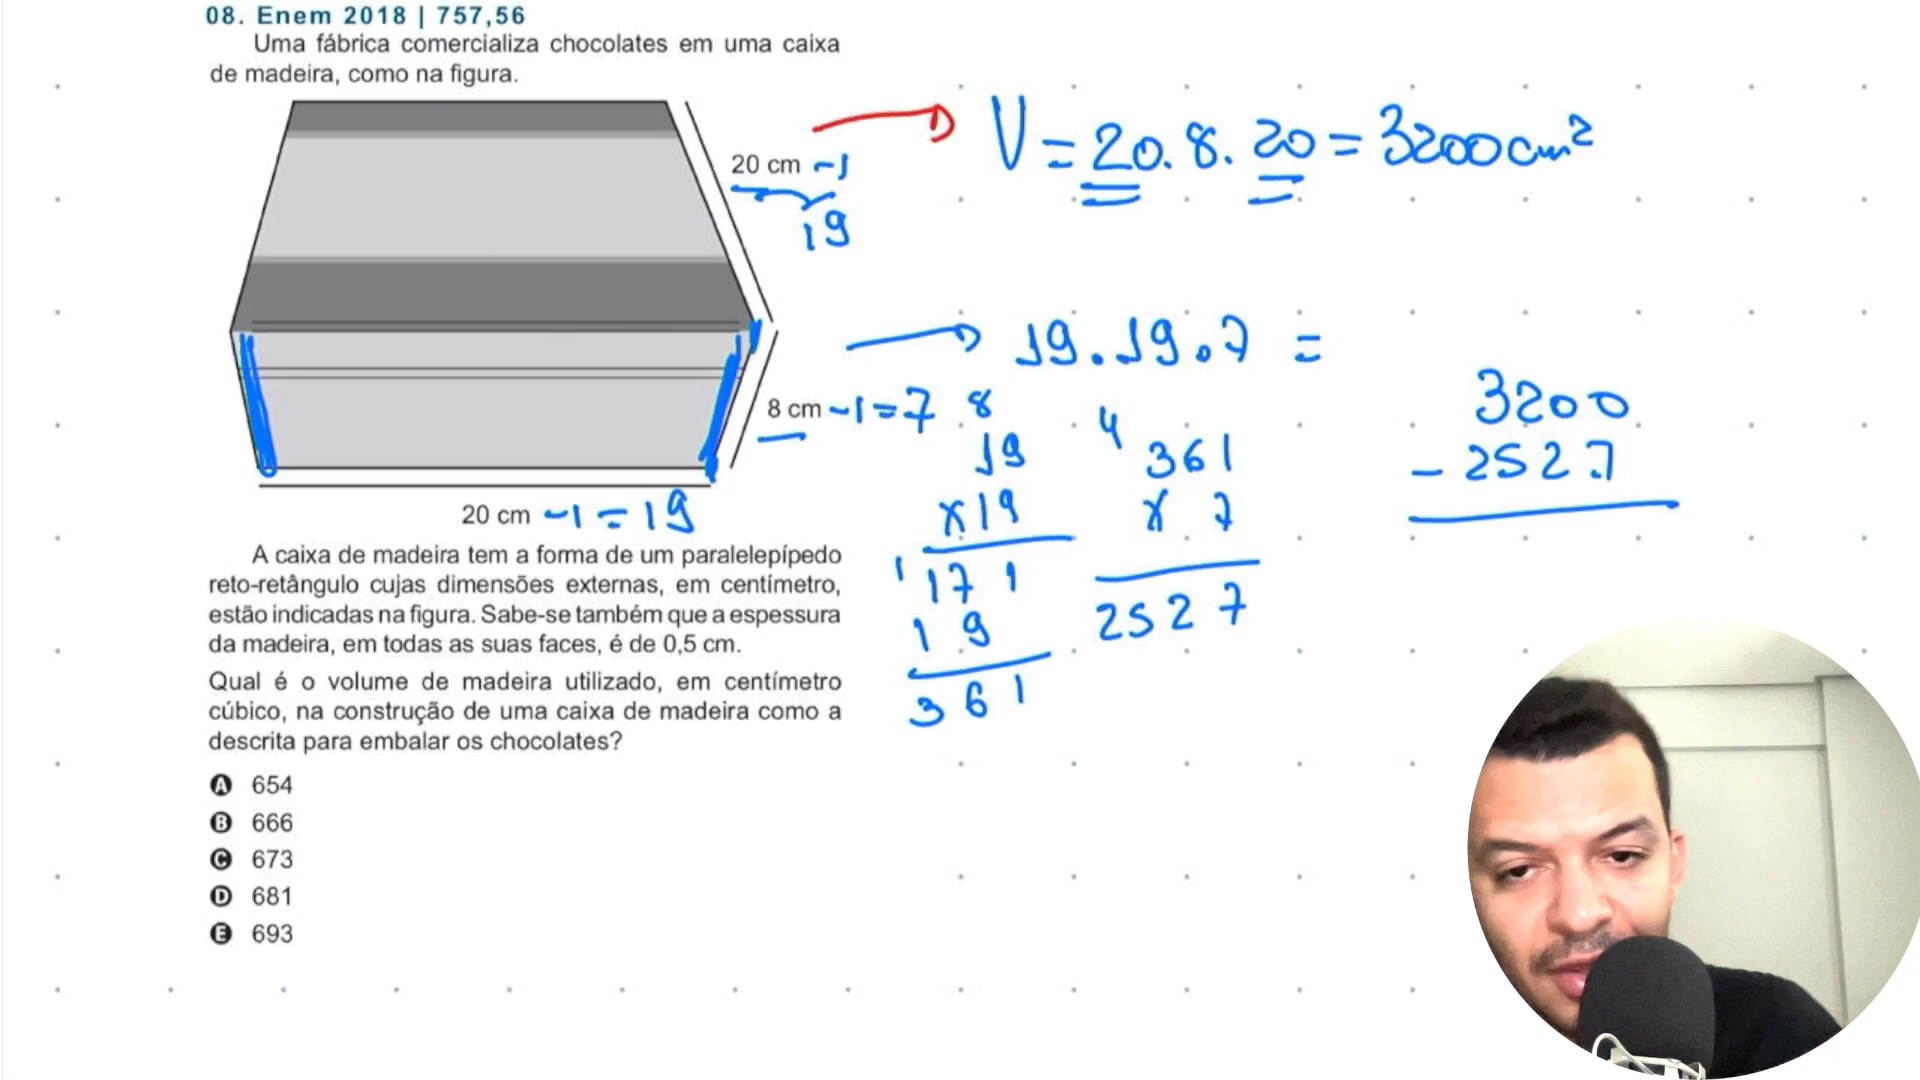 08. Enem 2018 | 757,56
Uma fábrica comercializa chocolates em uma caixa
de madeira, como na figura.
20 cm -1
19
V = 20.8.20 = 3200 cm²
19.19.7 =
8 cm -1 = 7
20 cm -1 = 19
8
19
x19
1
171
19
361
4
361
x 7
2527
3200
- 2527
A caixa de madeira tem a forma de um paralelepípedo
reto-retângulo cujas dimensões externas, em centímetro,
estão indicadas na figura. Sabe-se também que a espessura
da madeira, em todas as suas faces, é de 0,5 cm.
Qual é o volume de madeira utilizado, em centímetro
cúbico, na construção de uma caixa de madeira como a
descrita para embalar os chocolates?
A 654
B 666
C 673
D 681
E 693